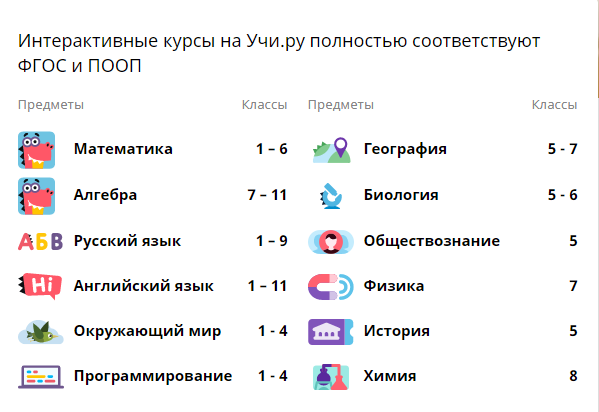 Интерактивные курсы на Учи.ру полностью соответствуют
ФГОС и ПООП
Предметы Классы
Математика 1 – 6
Алгебра 7 – 11
АБВ Русский язык 1 – 9
Hi Английский язык 1 – 11
Окружающий мир 1 - 4
Программирование 1 - 4
Предметы Классы
География 5 - 7
Биология 5 - 6
Обществознание 5
Физика 7
История 5
Химия 8